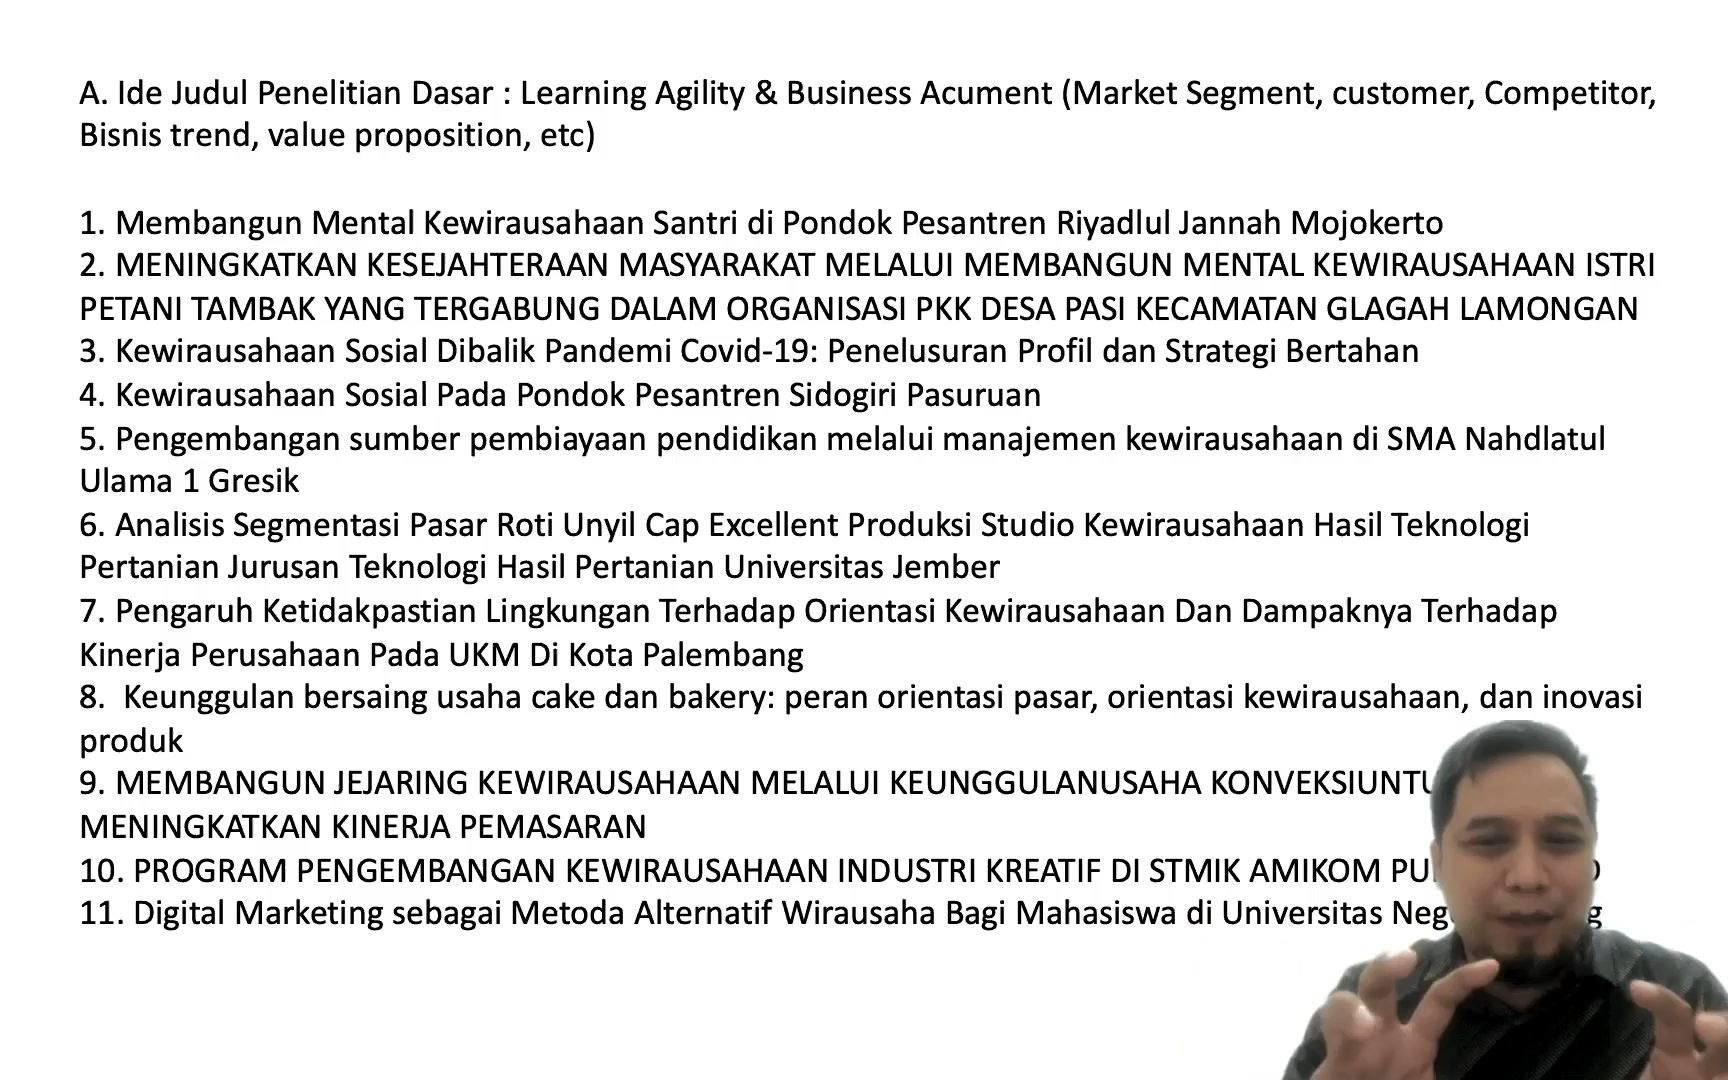 A. Ide Judul Penelitian Dasar : Learning Agility & Business Acument (Market Segment, customer, Competitor,
Bisnis trend, value proposition, etc)
1. Membangun Mental Kewirausahaan Santri di Pondok Pesantren Riyadlul Jannah Mojokerto
2. MENINGKATKAN KESEJAHTERAAN MASYARAKAT MELALUI MEMBANGUN MENTAL KEWIRAUSAHAAN ISTRI
PETANI TAMBAK YANG TERGABUNG DALAM ORGANISASI PKK DESA PASI KECAMATAN GLAGAH LAMONGAN
3. Kewirausahaan Sosial Dibalik Pandemi Covid-19: Penelusuran Profil dan Strategi Bertahan
4. Kewirausahaan Sosial Pada Pondok Pesantren Sidogiri Pasuruan
5. Pengembangan sumber pembiayaan pendidikan melalui manajemen kewirausahaan di SMA Nahdlatul
Ulama 1 Gresik
6. Analisis Segmentasi Pasar Roti Unyil Cap Excellent Produksi Studio Kewirausahaan Hasil Teknologi
Pertanian Jurusan Teknologi Hasil Pertanian Universitas Jember
7. Pengaruh Ketidakpastian Lingkungan Terhadap Orientasi Kewirausahaan Dan Dampaknya Terhadap
Kinerja Perusahaan Pada UKM Di Kota Palembang
8.  Keunggulan bersaing usaha cake dan bakery: peran orientasi pasar, orientasi kewirausahaan, dan inovasi
produk
9. MEMBANGUN JEJARING KEWIRAUSAHAAN MELALUI KEUNGGULANUSAHA
MENINGKATKAN KINERJA PEMASARAN
10. PROGRAM PENGEMBANGAN KEWIRAUSAHAAN INDUSTRI KREATIF DI STMIK AMIKOM
11. Digital Marketing sebagai Metoda Alternatif Wirausaha Bagi Mahasiswa di Universitas